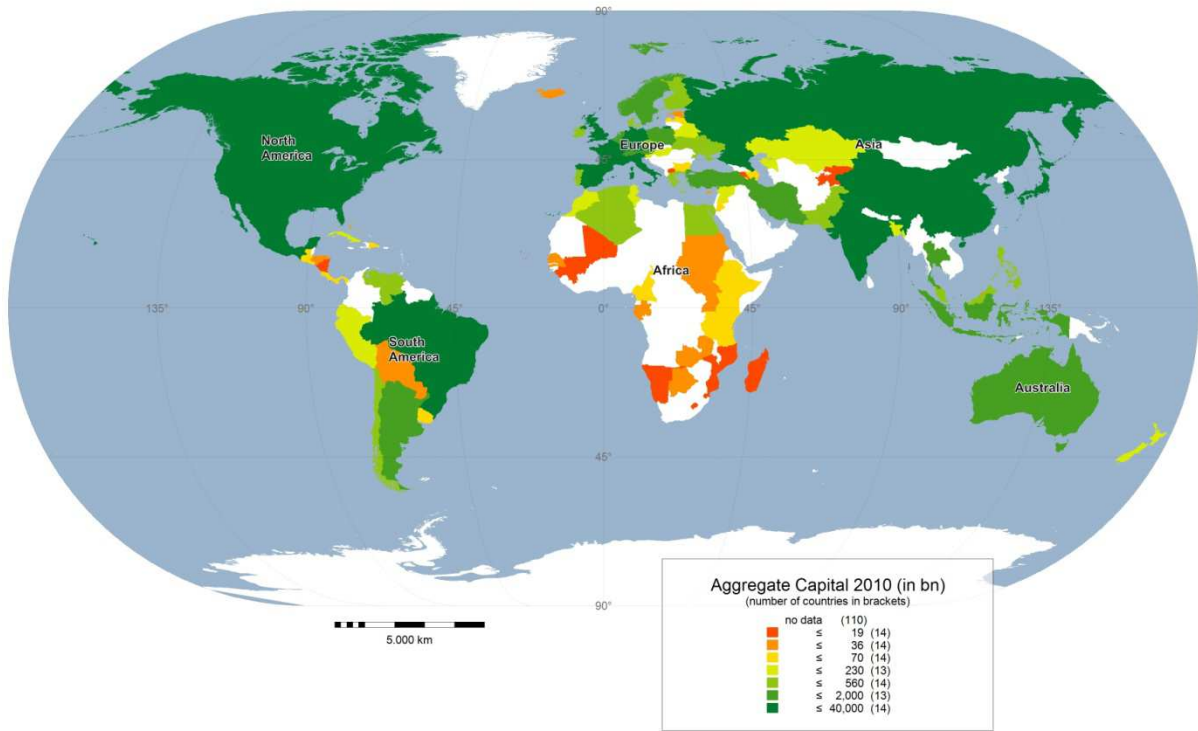 90°
North
America
Europe
Asia
45°
Africa
135°
90°
45°
0°
45°
90°
135°
South
America
Australia
45°
45°
90°
5.000 km
Aggregate Capital 2010 (in bn)
(number of countries in brackets)
no data (110)
≤ 19 (14)
≤ 36 (14)
≤ 70 (14)
≤ 230 (13)
≤ 560 (14)
≤ 2,000 (13)
≤ 40,000 (14)